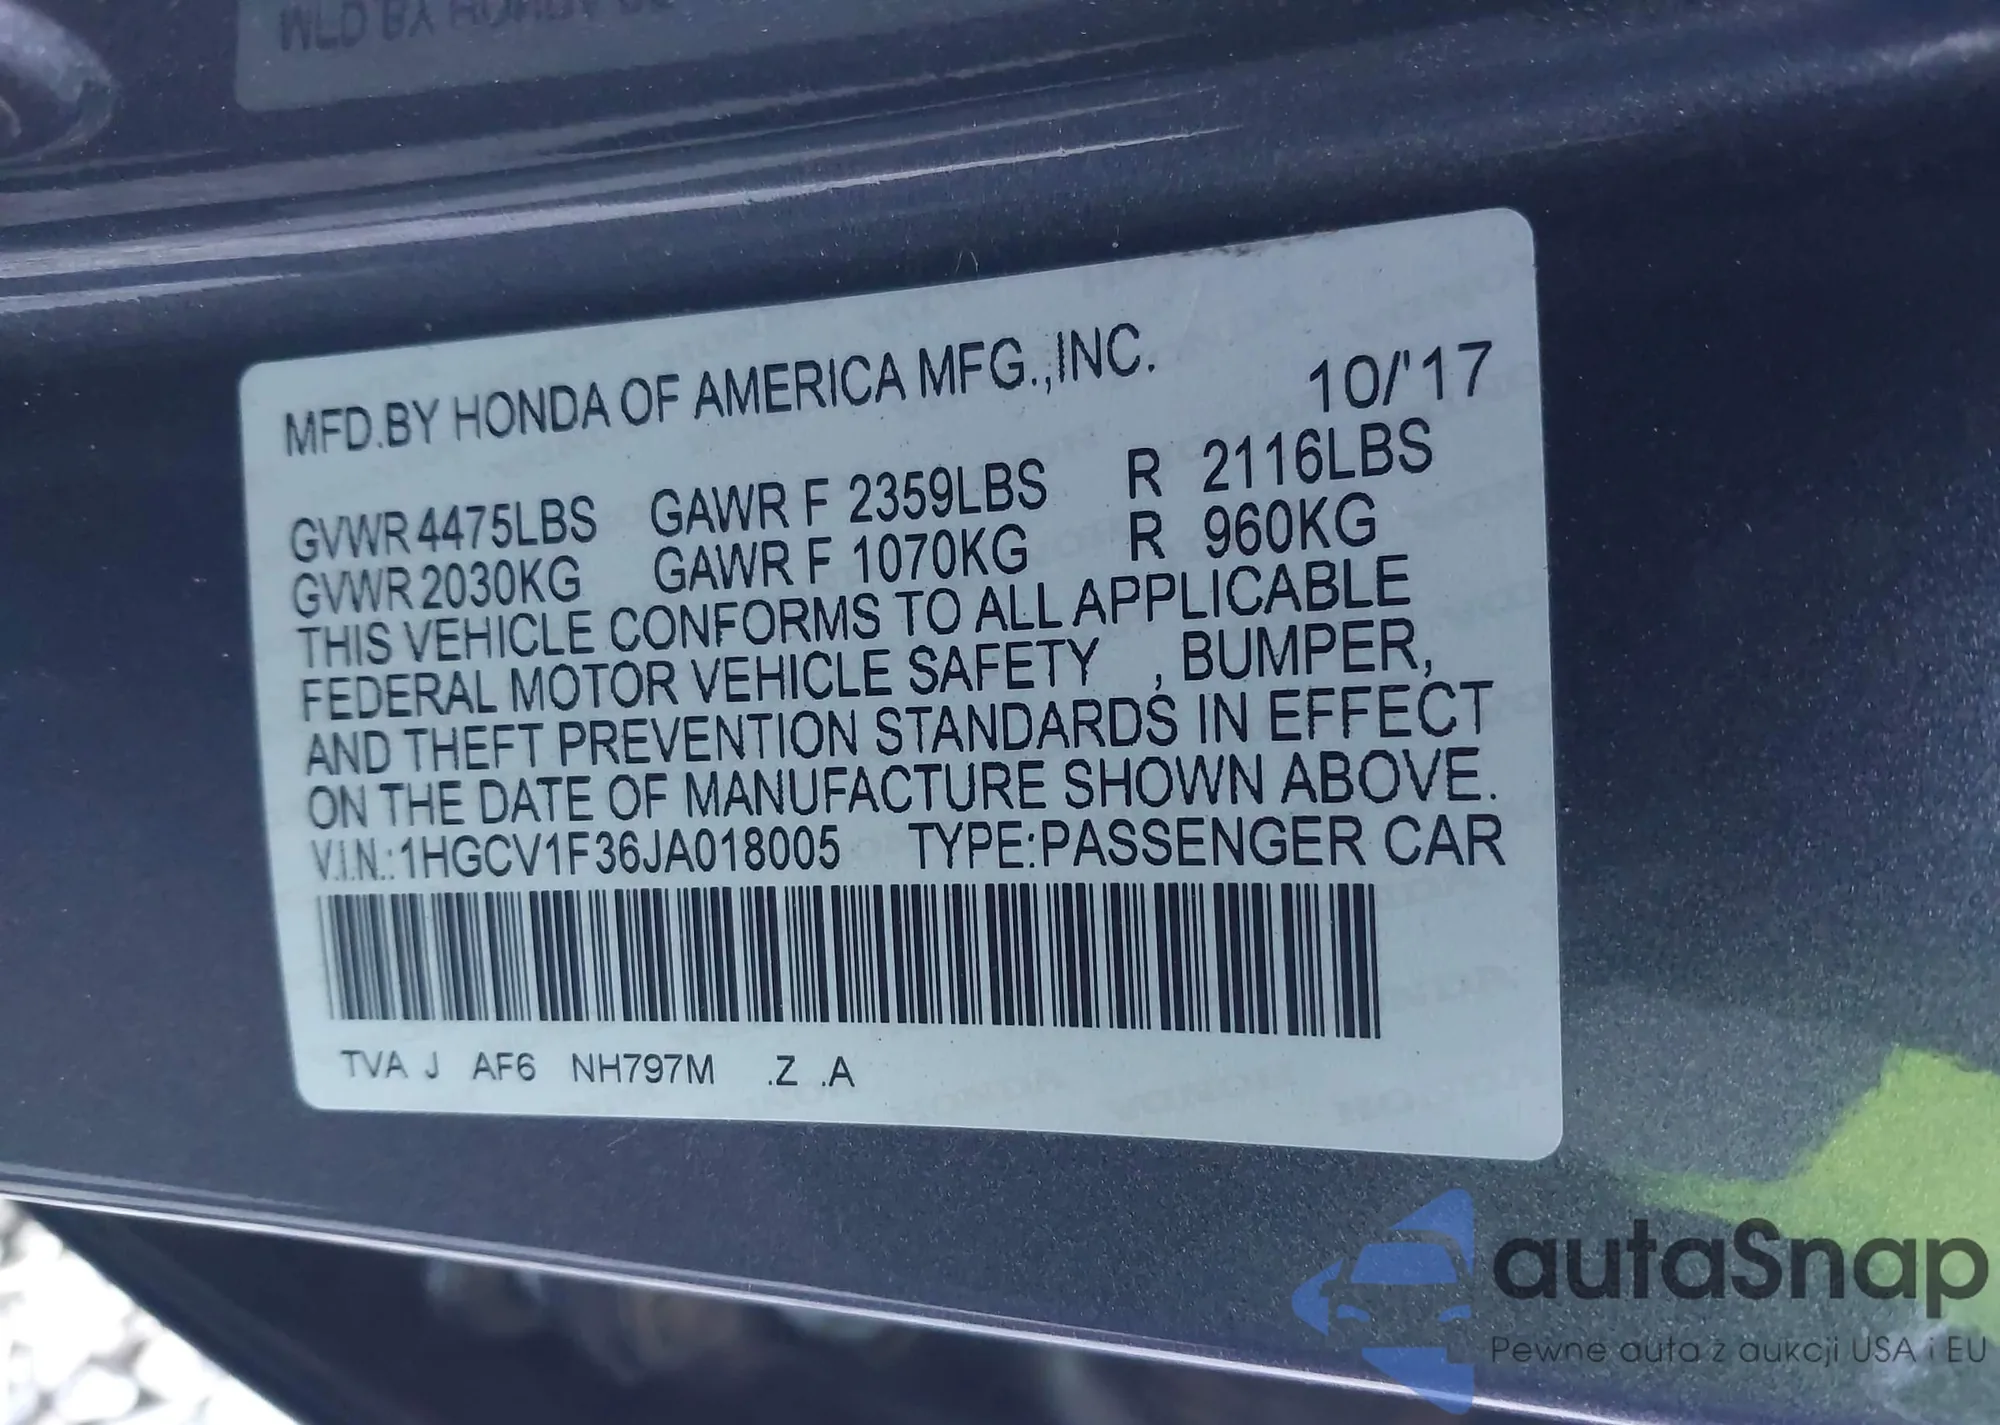 MFD.BY HONDA OF AMERICA MFG.,INC. 10/'17
GVWR 4475LBS GAWR F 2359LBS R 2116LBS
GVWR 2030KG GAWR F 1070KG R 960KG
THIS VEHICLE CONFORMS TO ALL APPLICABLE
FEDERAL MOTOR VEHICLE SAFETY , BUMPER,
AND THEFT PREVENTION STANDARDS IN EFFECT
ON THE DATE OF MANUFACTURE SHOWN ABOVE.
V.I.N.:1HGCV1F36JA018005 TYPE:PASSENGER CAR
TVA J AF6 NH797M .Z .A
autaSnap
Pewne auta z aukcji USA i EU